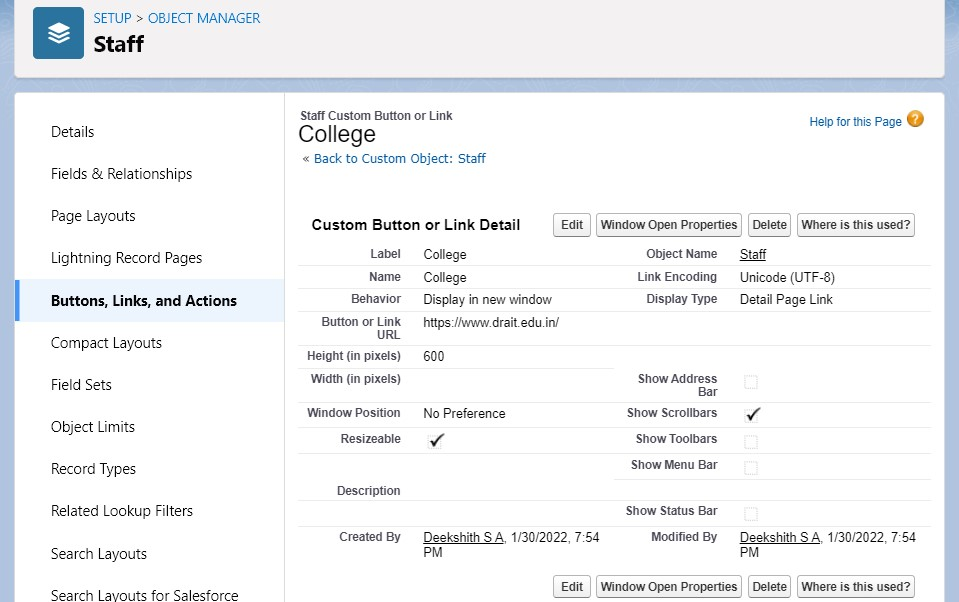 SETUP > OBJECT MANAGER
Staff
Details
Fields & Relationships
Page Layouts
Lightning Record Pages
Buttons, Links, and Actions
Compact Layouts
Field Sets
Object Limits
Record Types
Related Lookup Filters
Search Layouts
Search Layouts for Salesforce
Staff Custom Button or Link
College
Help for this Page ?
« Back to Custom Object: Staff
Custom Button or Link Detail
Edit Window Open Properties Delete Where is this used?
Label College Object Name Staff
Name College Link Encoding Unicode (UTF-8)
Behavior Display in new window Display Type Detail Page Link
Button or Link
URL https://www.drait.edu.in/
Height (in pixels) 600
Width (in pixels) Show Address
Bar
Window Position No Preference Show Scrollbars
Resizeable Show Toolbars
Show Menu Bar
Description
Show Status Bar
Created By Deekshith S A, 1/30/2022, 7:54
PM
Modified By Deekshith S A, 1/30/2022, 7:54
PM
Edit Window Open Properties Delete Where is this used?